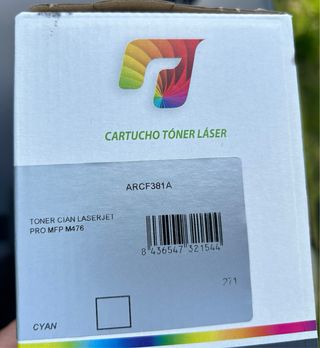 CARTUCHO TÓNER LÁSER
ARCF381A
TONER CIAN LASERJET
PRO MFP M476
8 436547 321544
271
CYAN